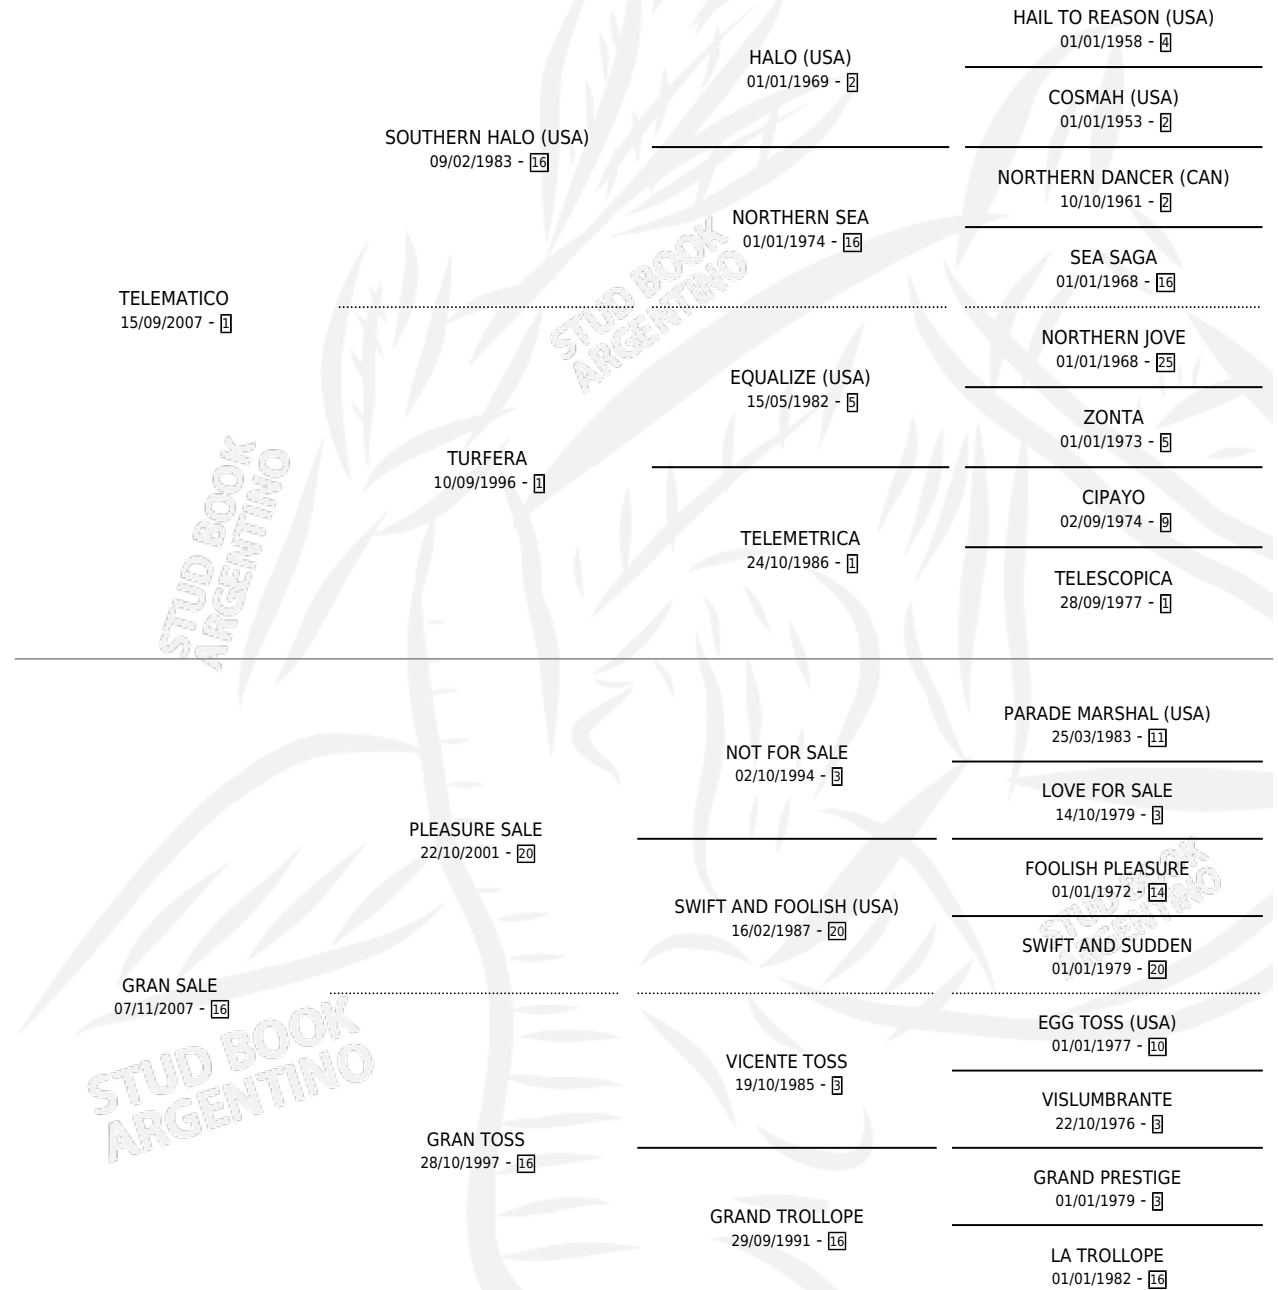 HAIL TO REASON (USA)
01/01/1958 - 4
HALO (USA)
01/01/1969 - 2
COSMAH (USA)
01/01/1953 - 2
SOUTHERN HALO (USA)
09/02/1983 - 16
NORTHERN DANCER (CAN)
10/10/1961 - 2
NORTHERN SEA
01/01/1974 - 16
SEA SAGA
01/01/1968 - 16
TELEMATICO
15/09/2007 - 1
NORTHERN JOVE
01/01/1968 - 25
EQUALIZE (USA)
15/05/1982 - 5
ZONTA
01/01/1973 - 5
TURFERA
10/09/1996 - 1
CIPAYO
02/09/1974 - 9
TELEMETRICA
24/10/1986 - 1
TELESCOPICA
28/09/1977 - 1
PARADE MARSHAL (USA)
25/03/1983 - 11
NOT FOR SALE
02/10/1994 - 3
LOVE FOR SALE
14/10/1979 - 3
PLEASURE SALE
22/10/2001 - 20
FOOLISH PLEASURE
01/01/1972 - 14
SWIFT AND FOOLISH (USA)
16/02/1987 - 20
SWIFT AND SUDDEN
01/01/1979 - 20
GRAN SALE
07/11/2007 - 16
EGG TOSS (USA)
01/01/1977 - 10
VICENTE TOSS
19/10/1985 - 3
VISLUMBRANTE
22/10/1976 - 3
GRAN TOSS
28/10/1997 - 16
GRAND PRESTIGE
01/01/1979 - 3
GRAND TROLLOPE
29/09/1991 - 16
LA TROLLOPE
01/01/1982 - 16
STUD BOOK
ARGENTINO
STUD BOOK
ARGENTINO
STUD BOOK
ARGENTINO
STUD BOOK
ARGENTINO